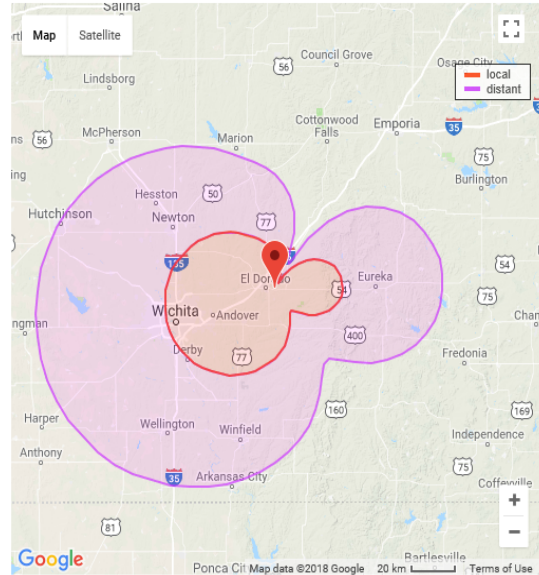 Salina
Map Satellite
56
Council Grove
Osage City
local
distant
Lindsborg
McPherson
Cottonwood
Falls
Emporia
35
56
Marion
75
Burlington
Hesston
50
Hutchinson
Newton
77
135
54
El Dorado
54
Eureka
75
Wichita
Andover
400
Derby
77
Fredonia
Harper
160
169
Wellington
Winfield
Independence
Anthony
75
35
Arkansas City
Coffeyville
81
+
−
Bartlesville
Google
Ponca Cit
Map data ©2018 Google 20 km Terms of Use